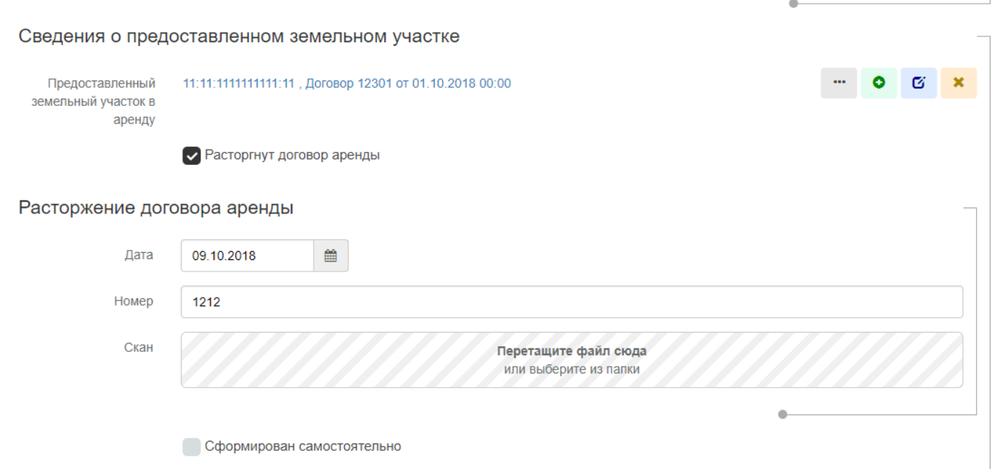 Сведения о предоставленном земельном участке
Предоставленный
земельный участок в
аренду
11:11:1111111111:11 , Договор 12301 от 01.10.2018 00:00
Расторгнут договор аренды
Расторжение договора аренды
Дата
09.10.2018
Номер
1212
Скан
Перетащите файл сюда
или выберите из папки
Сформирован самостоятельно